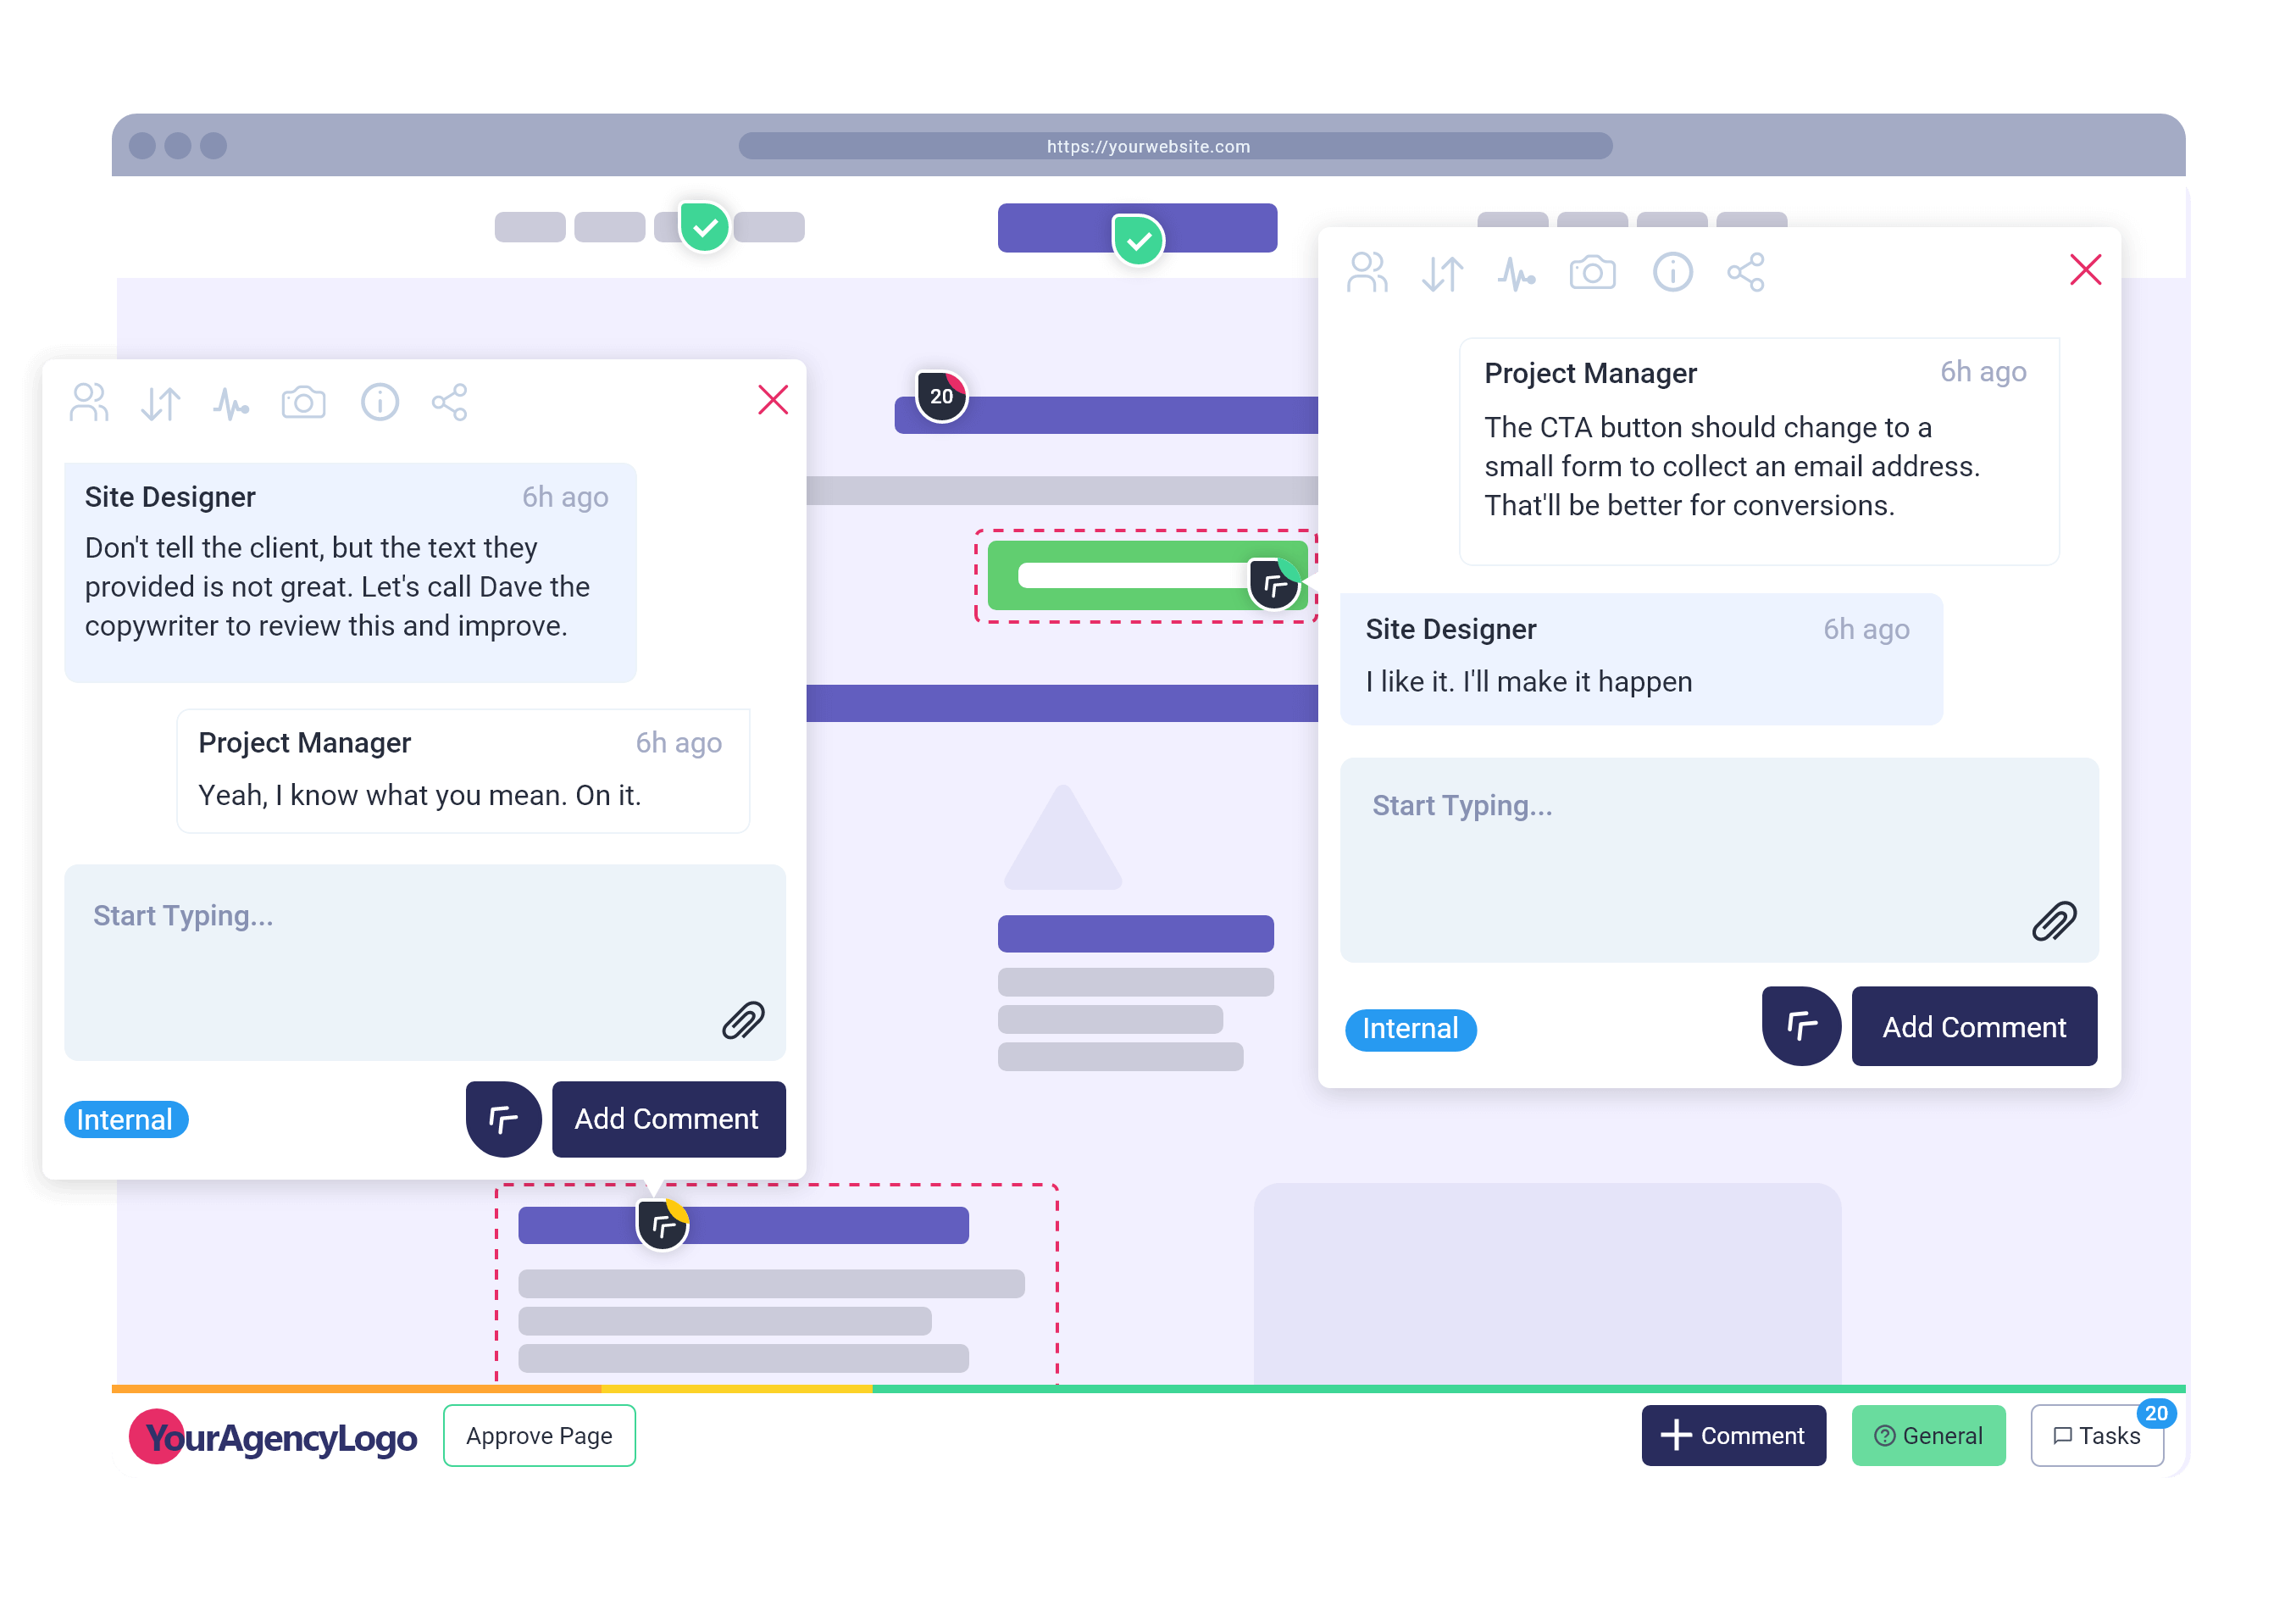 https://yourwebsite.com
20
Site Designer
6h ago
Don't tell the client, but the text they
provided is not great. Let's call Dave the
copywriter to review this and improve.
Project Manager
6h ago
Yeah, I know what you mean. On it.
Start Typing...
Internal
Add Comment
Project Manager
6h ago
The CTA button should change to a
small form to collect an email address.
That'll be better for conversions.
Site Designer
6h ago
I like it. I'll make it happen
Start Typing...
Internal
Add Comment
YourAgencyLogo
Approve Page
Comment
General
Tasks
20